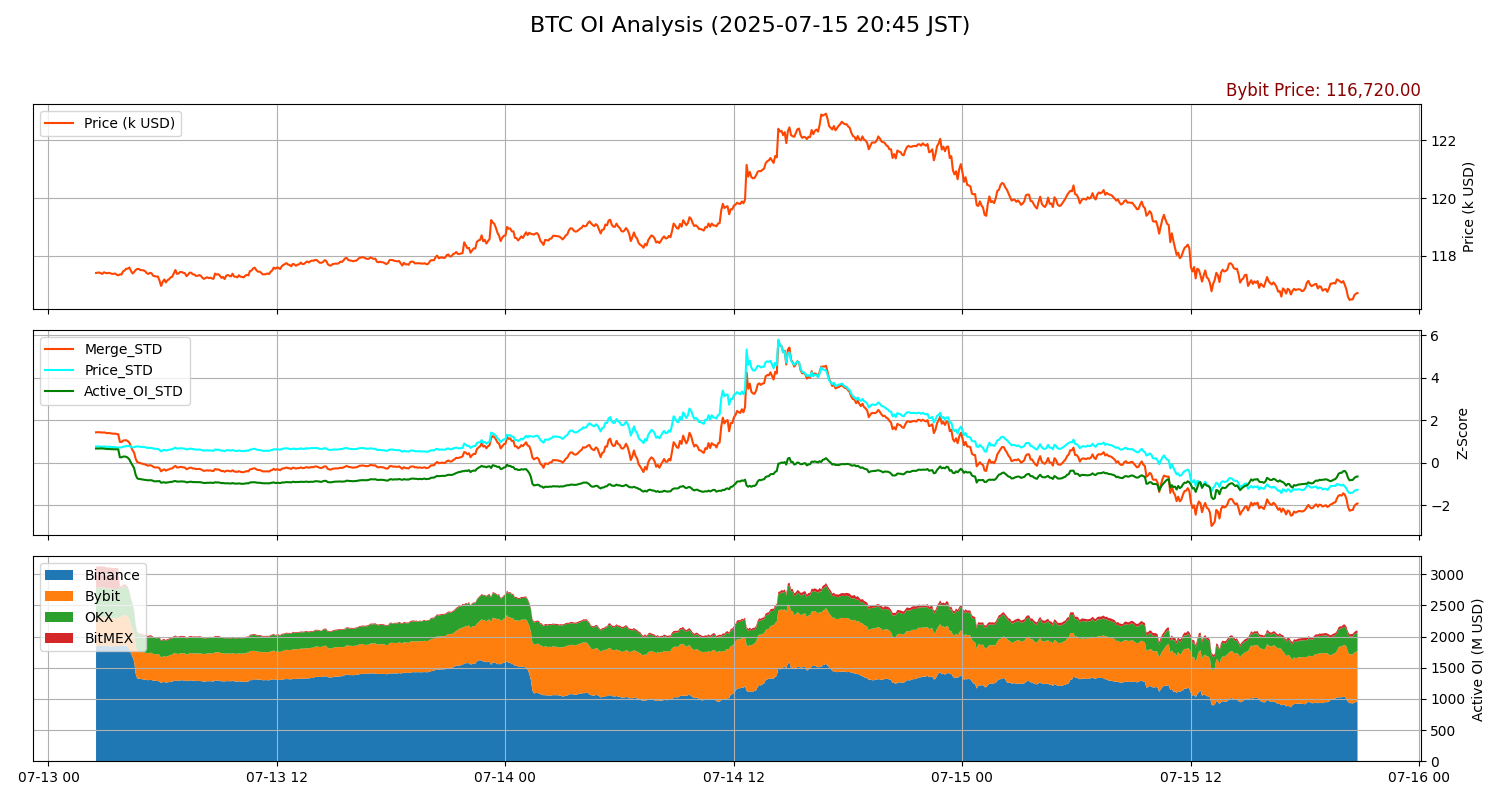 BTC OI Analysis (2025-07-15 20:45 JST)
Bybit Price: 116,720.00
Price (k USD)
122
120
118
Price (k USD)
Merge_STD
Price_STD
Active_OI_STD
6
4
2
0
−2
Z-Score
Binance
Bybit
OKX
BitMEX
3000
2500
2000
1500
1000
500
0
Active OI (M USD)
07-13 00
07-13 12
07-14 00
07-14 12
07-15 00
07-15 12
07-16 00